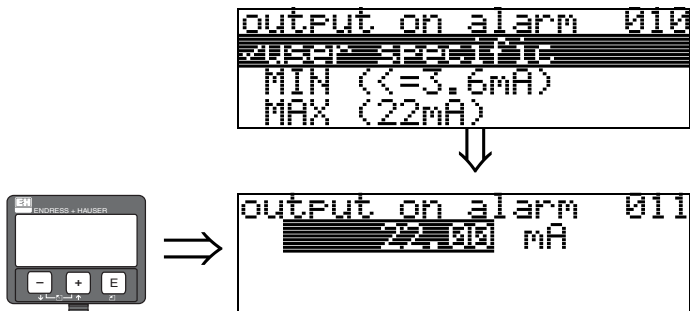 output on alarm 010
✓user specific
MIN (<=3.6mA)
MAX (22mA)
output on alarm 011
22.00 mA
EH
ENDRESS + HAUSER
- + E